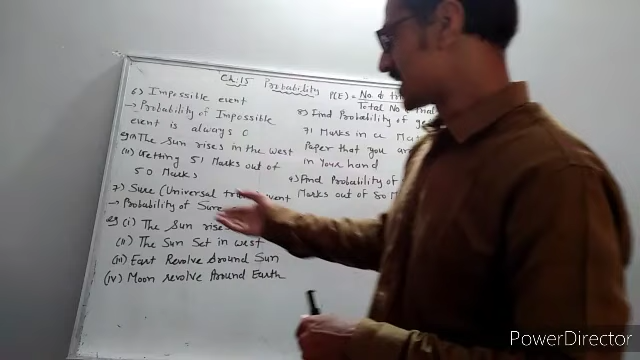 Ch:15 Probability
6) Impossible event
→ Probability of Impossible
event is always 0
eg (i) The Sun rises in the west
(ii) Getting 51 Marks out of
50 Marks
7) Sure (Universal event
→ Probability of Sure
eg (i) The Sun rise
(ii) The Sun Set in west
(iii) East Revolve Around Sun
(iv) Moon revolve Around Earth
P(E) = No. of
Total No
8) Find Probability of
71 Marks in a
Paper that you
in your hand
9) Find Probability of
Marks out of 80
PowerDirector